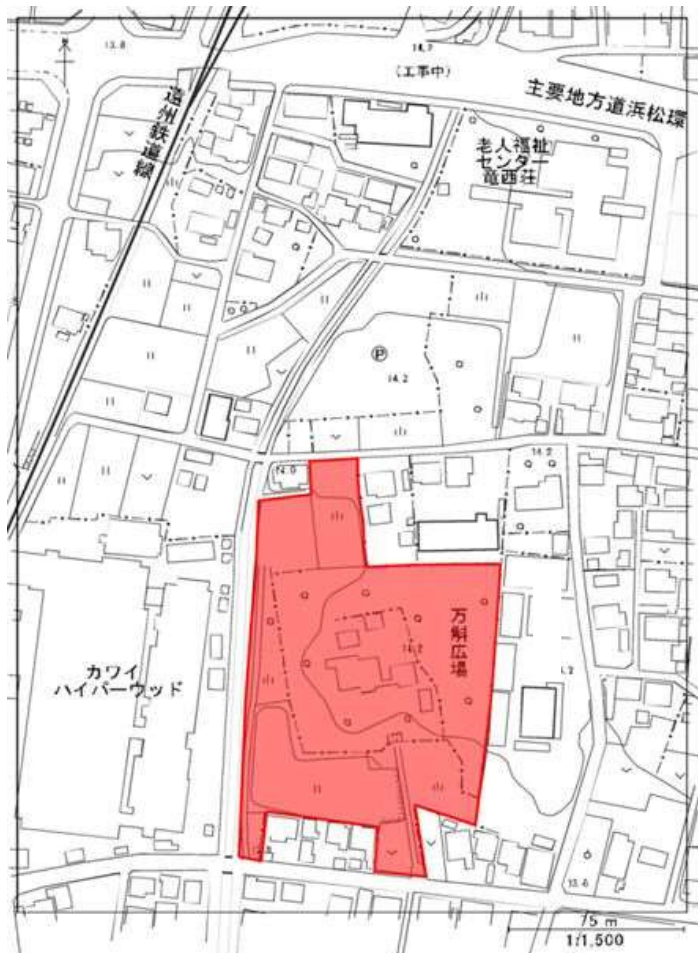 13.8
14.7
(工事中)
主要地方道浜松環
遠州鉄道線
老人福祉
センター
竜西荘
P
14.2
14.2
14.0
万斛広場
14.2
カワイ
ハイパーウッド
4.2
13.6
75 m
1:1,500